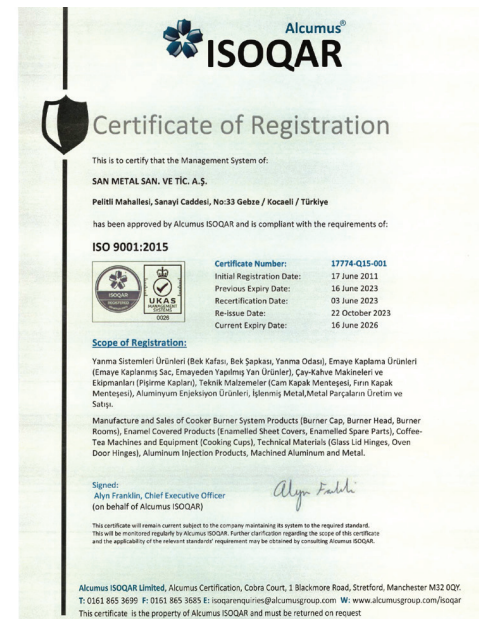 Alcumus®
ISOQAR
Certificate of Registration
This is to certify that the Management System of:
SAN METAL SAN. VE TİC. A.Ş.
Pelitli Mahallesi, Sanayi Caddesi, No:33 Gebze / Kocaeli / Türkiye
has been approved by Alcumus ISOQAR and is compliant with the requirements of:
ISO 9001:2015
ISOQAR
REGISTERED
UKAS
MANAGEMENT
SYSTEMS
0026
Certificate Number: 17774-Q15-001
Initial Registration Date: 17 June 2011
Previous Expiry Date: 16 June 2023
Recertification Date: 03 June 2023
Re-Issue Date: 22 October 2023
Current Expiry Date: 16 June 2026
Scope of Registration:
Yanma Sistemleri Ürünleri (Bek Kafası, Bek Şapkası, Yanma Odası), Emaye Kaplama Ürünleri
(Emaye Kaplanmış Sac, Emayeden Yapılmış Yan Ürünler), Çay-Kahve Makineleri ve
Ekipmanları (Pişirme Kapları), Teknik Malzemeler (Cam Kapak Menteşesi, Fırın Kapak
Menteşesi), Aluminyum Enjeksiyon Ürünleri, İşlenmiş Metal,Metal Parçaların Üretim ve
Satışı.
Manufacture and Sales of Cooker Burner System Products (Burner Cap, Burner Head, Burner
Rooms), Enamel Covered Products (Enamelled Sheet Covers, Enamelled Spare Parts), Coffee-
Tea Machines and Equipment (Cooking Cups), Technical Materials (Glass Lid Hinges, Oven
Door Hinges), Aluminum Injection Products, Machined Aluminum and Metal.
Signed:
Alyn Franklin, Chief Executive Officer
(on behalf of Alcumus ISOQAR)
This certificate will remain current subject to the company maintaining its system to the required standard.
This will be monitored regularly by Alcumus ISOQAR. Further clarification regarding the scope of this certificate
and the applicability of the relevant standards' requirement may be obtained by consulting Alcumus ISOQAR.
Alcumus ISOQAR Limited, Alcumus Certification, Cobra Court, 1 Blackmore Road, Stretford, Manchester M32 0QY.
T: 0161 865 3699 F: 0161 865 3685 E: isoqarenquiries@alcumusgroup.com W: www.alcumusgroup.com/isoqar
This certificate is the property of Alcumus ISOQAR and must be returned on request